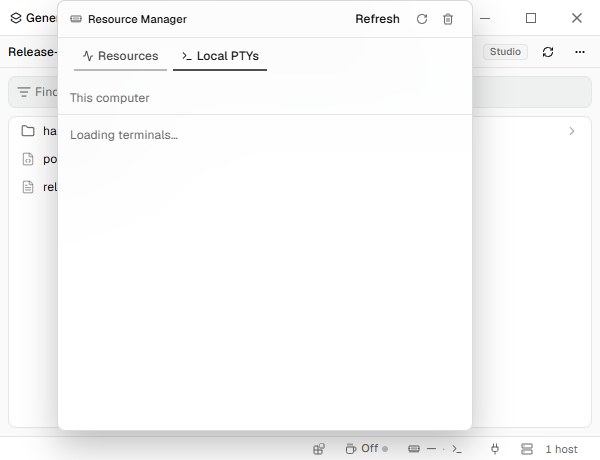 Gener
Resource Manager
Refresh
Release-
Studio
Resources
Local PTYs
Find
This computer
Loading terminals...
ha
po
rel
Off
1 host